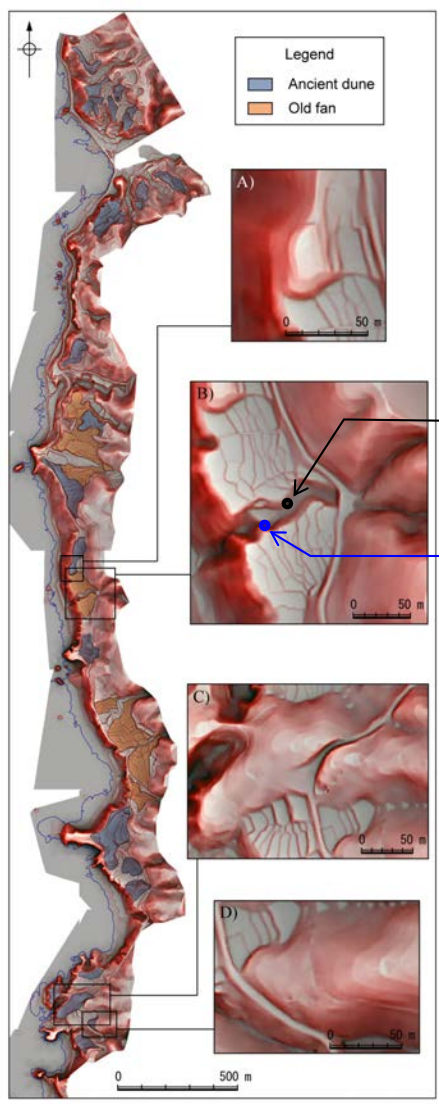 Legend
Ancient dune
Old fan
A)
0 50 m
B)
0 50 m
C)
0 50 m
D)
0 50 m
0 500 m